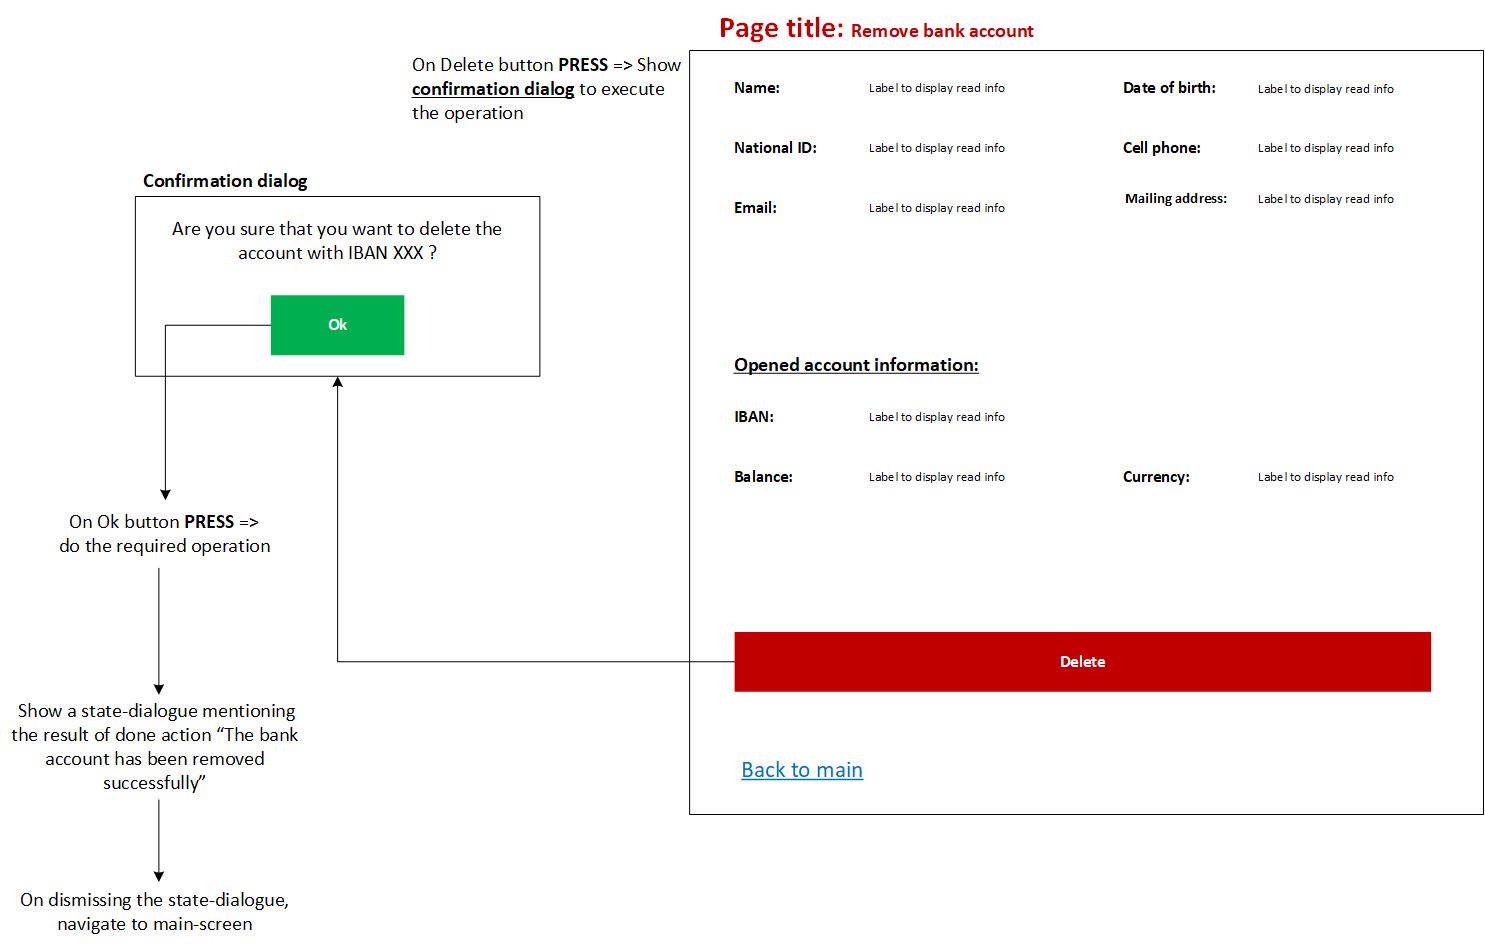 Page title: Remove bank account
On Delete button PRESS => Show
confirmation dialog to execute
the operation
Name: Label to display read info Date of birth: Label to display read info
National ID: Label to display read info Cell phone: Label to display read info
Email: Label to display read info Mailing address: Label to display read info
Confirmation dialog
Are you sure that you want to delete the
account with IBAN XXX ?
Ok
Opened account information:
IBAN: Label to display read info
Balance: Label to display read info Currency: Label to display read info
On Ok button PRESS =>
do the required operation
Delete
Show a state-dialogue mentioning
the result of done action “The bank
account has been removed
successfully”
Back to main
On dismissing the state-dialogue,
navigate to main-screen